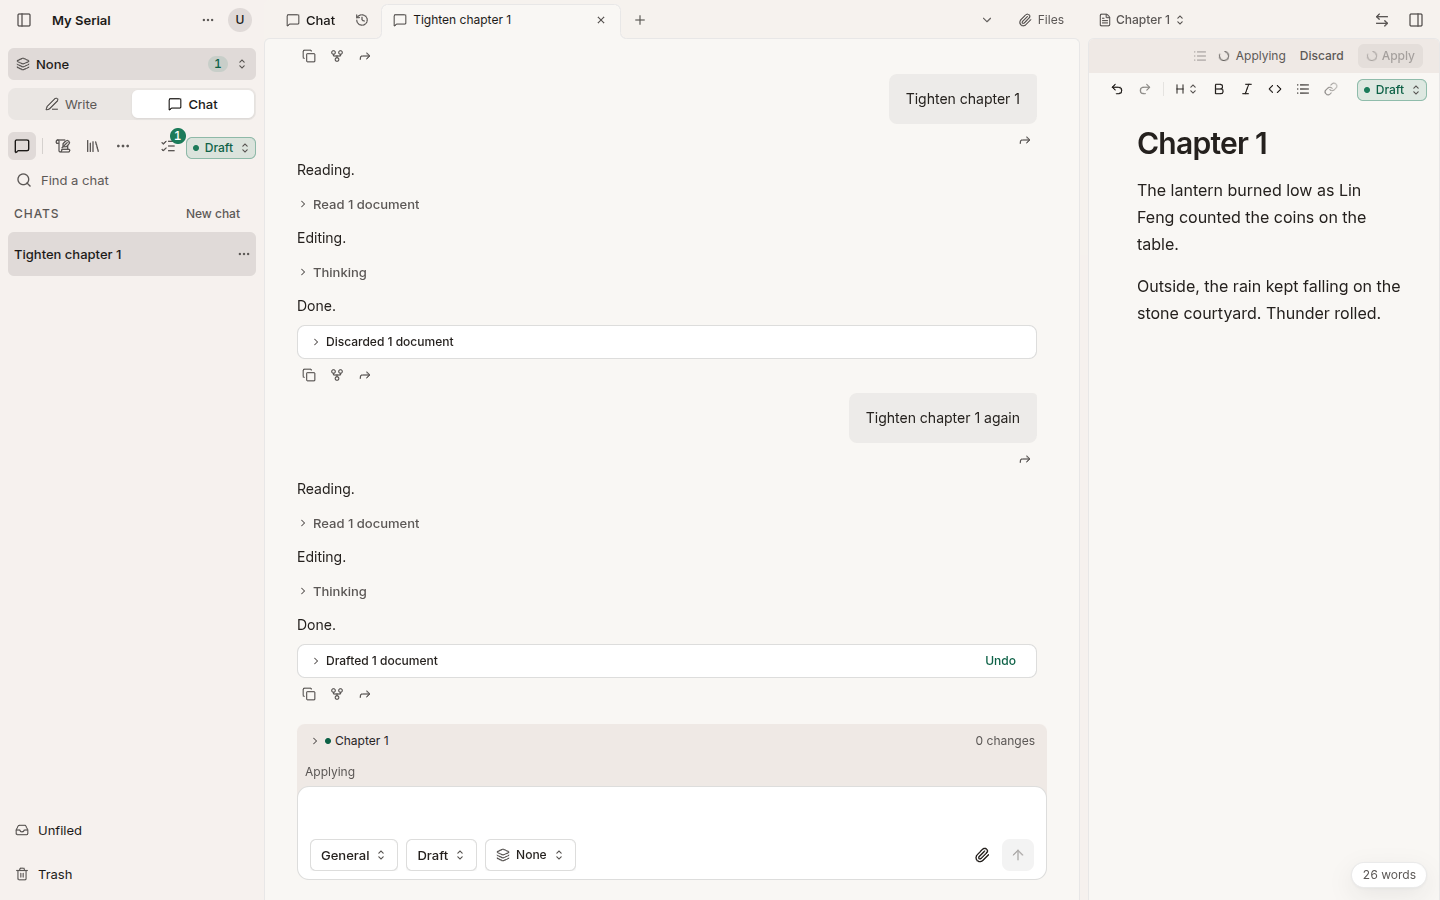 My Serial
U
None
1
Write
Chat
1
Draft
Find a chat
CHATS
New chat
Tighten chapter 1
Unfiled
Trash
Chat
Tighten chapter 1
Files
Tighten chapter 1
Reading.
Read 1 document
Editing.
Thinking
Done.
Discarded 1 document
Tighten chapter 1 again
Reading.
Read 1 document
Editing.
Thinking
Done.
Drafted 1 document
Undo
Chapter 1
0 changes
Applying
General
Draft
None
Chapter 1
Applying
Discard
Apply
H
B
I
Draft
Chapter 1
The lantern burned low as Lin
Feng counted the coins on the
table.
Outside, the rain kept falling on the
stone courtyard. Thunder rolled.
26 words